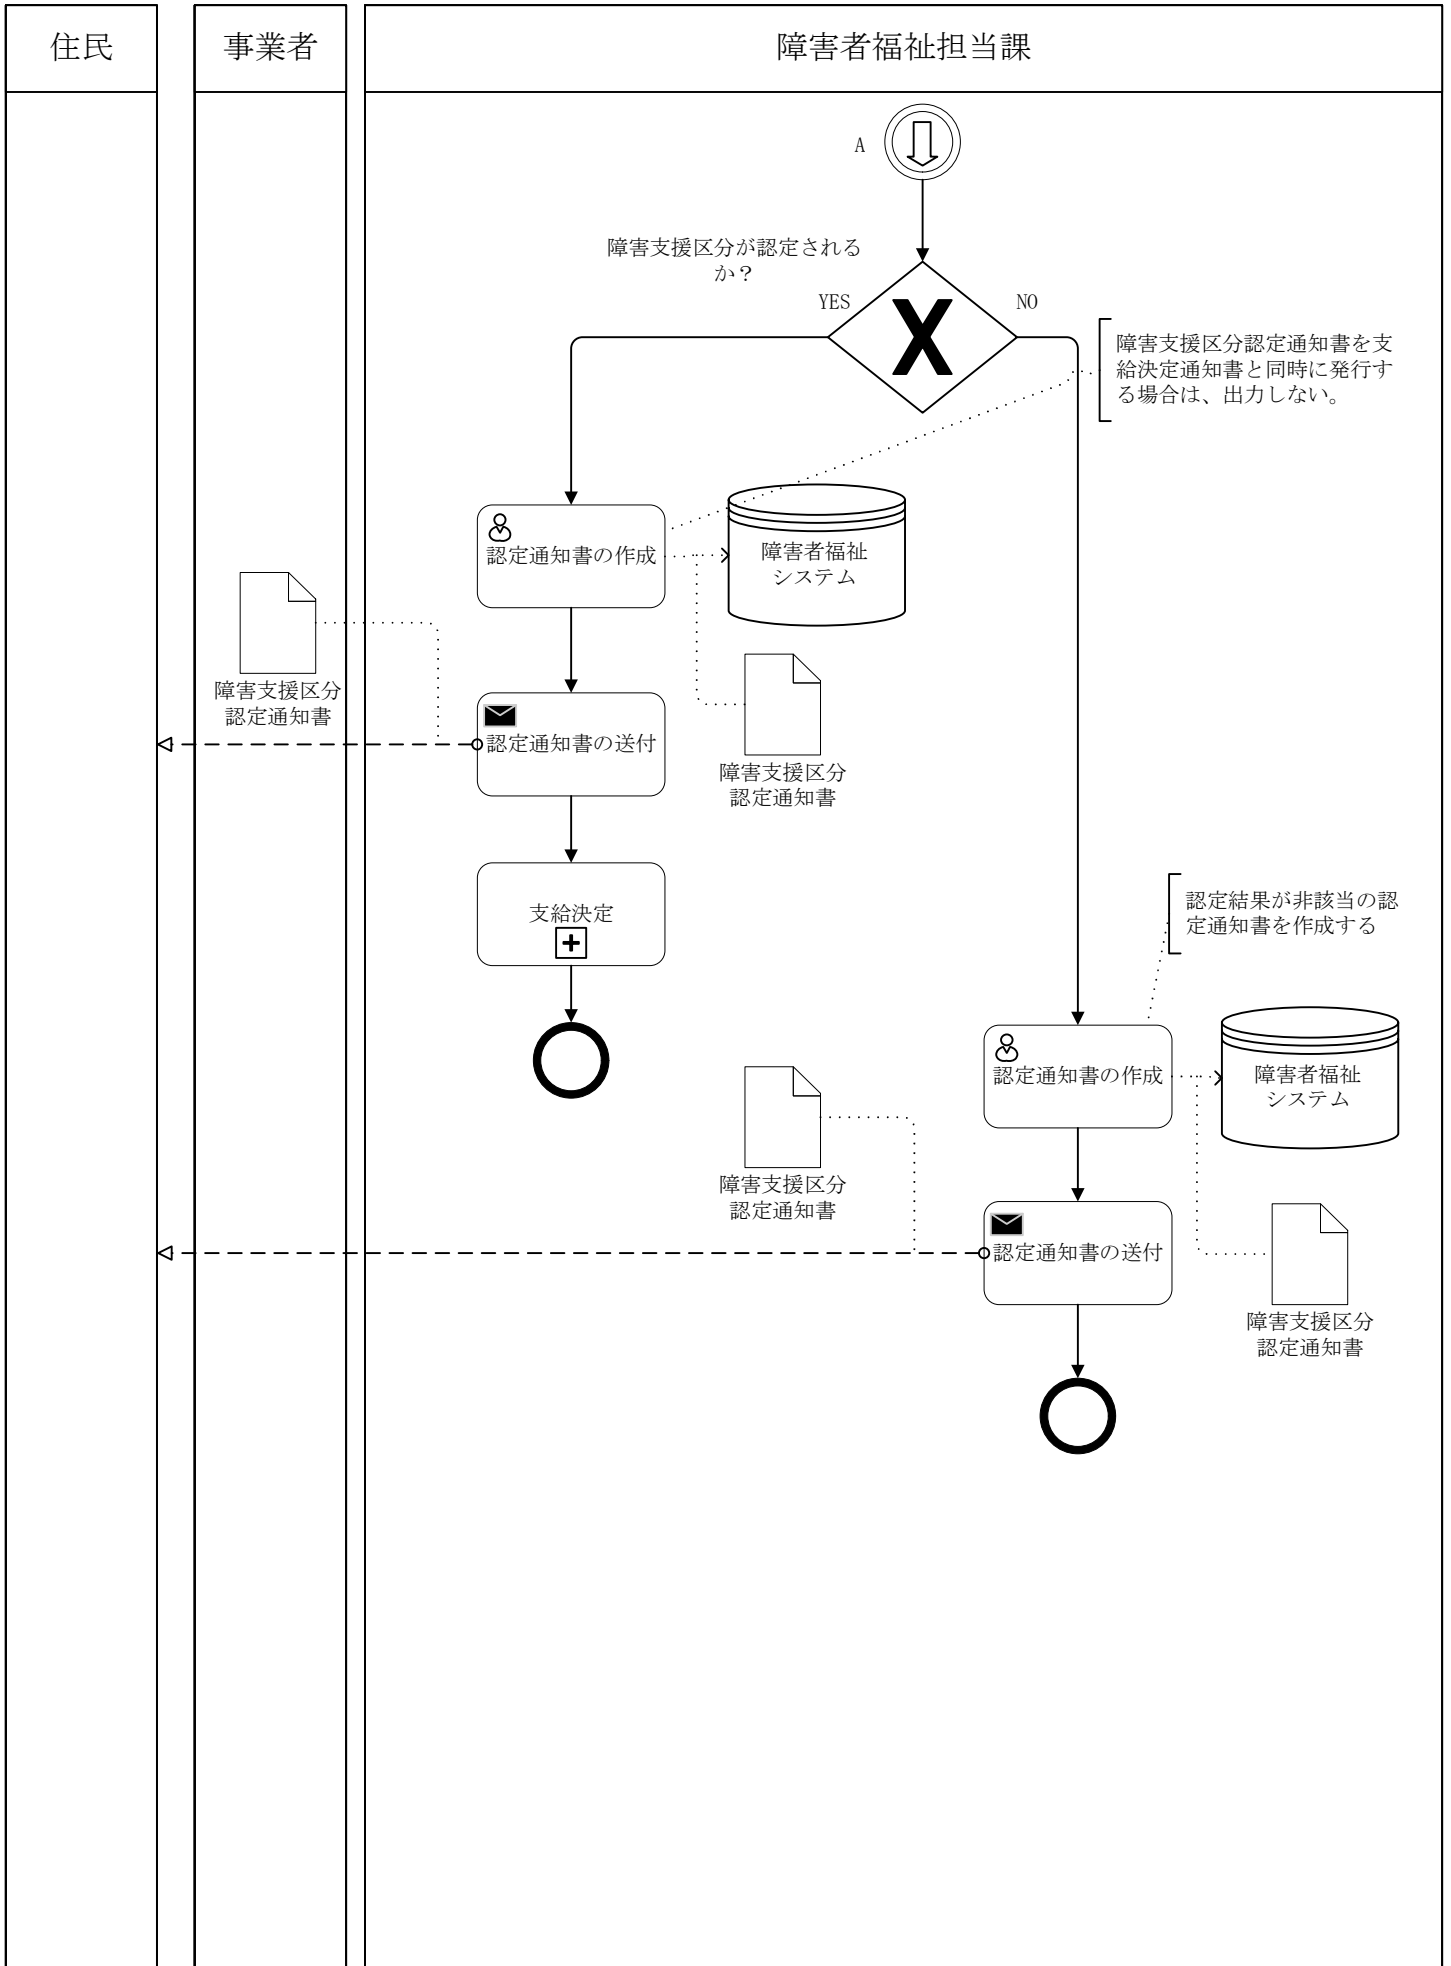 住民
事業者
障害者福祉担当課
A
障害支援区分が認定される
か？
YES
NO
障害支援区分認定通知書を支
給決定通知書と同時に発行す
る場合は、出力しない。
認定通知書の作成
障害者福祉
システム
障害支援区分
認定通知書
認定通知書の送付
障害支援区分
認定通知書
支給決定
認定結果が非該当の認
定通知書を作成する
認定通知書の作成
障害者福祉
システム
障害支援区分
認定通知書
認定通知書の送付
障害支援区分
認定通知書